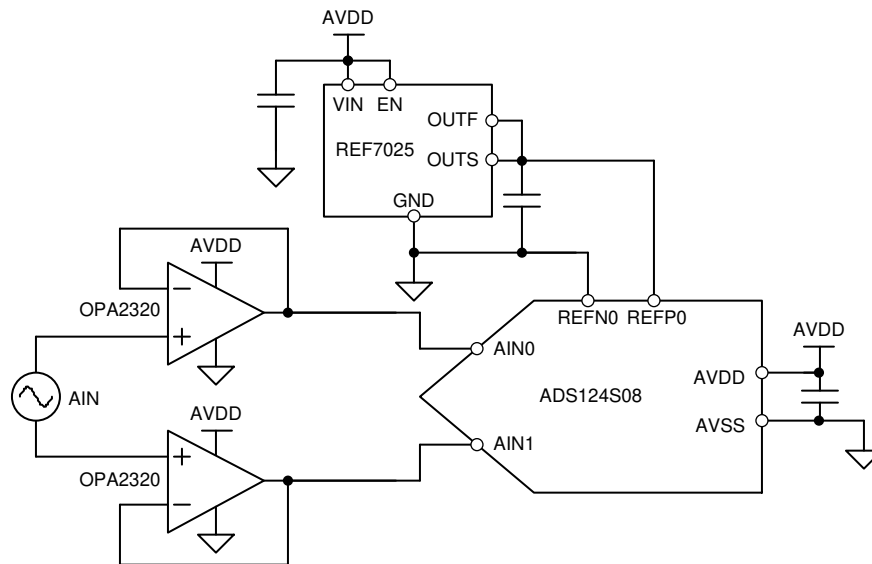 AVDD
VIN EN
OUTF
REF7025
OUTS
GND
AVDD
OPA2320
REFN0 REFP0
AVDD
AIN0
AVDD
ADS124S08
AIN
AVDD
AVSS
AIN1
OPA2320